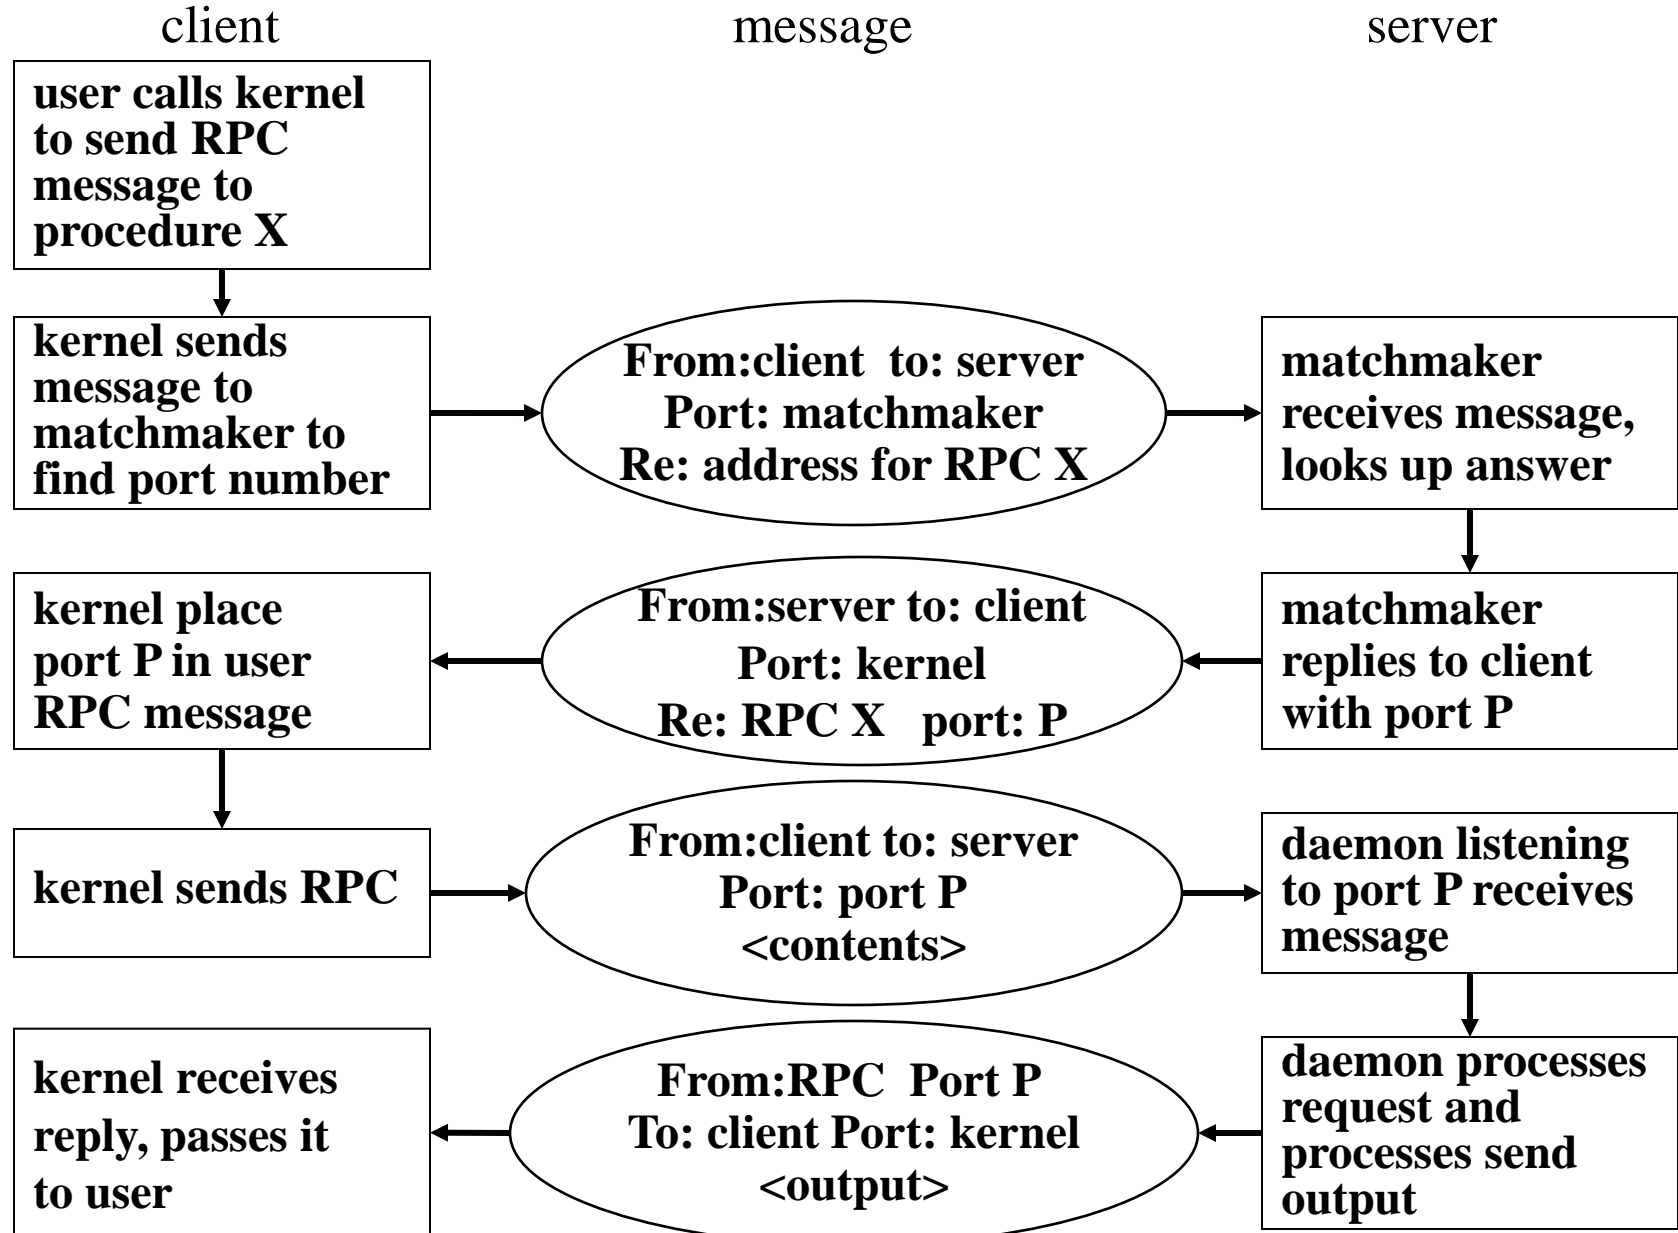 client
message
server
user calls kernel
to send RPC
message to
procedure X
kernel sends
message to
matchmaker to
find port number
From:client to: server
Port: matchmaker
Re: address for RPC X
matchmaker
receives message,
looks up answer
kernel place
port P in user
RPC message
From:server to: client
Port: kernel
Re: RPC X port: P
matchmaker
replies to client
with port P
kernel sends RPC
From:client to: server
Port: port P
<contents>
daemon listening
to port P receives
message
kernel receives
reply, passes it
to user
From:RPC Port P
To: client Port: kernel
<output>
daemon processes
request and
processes send
output